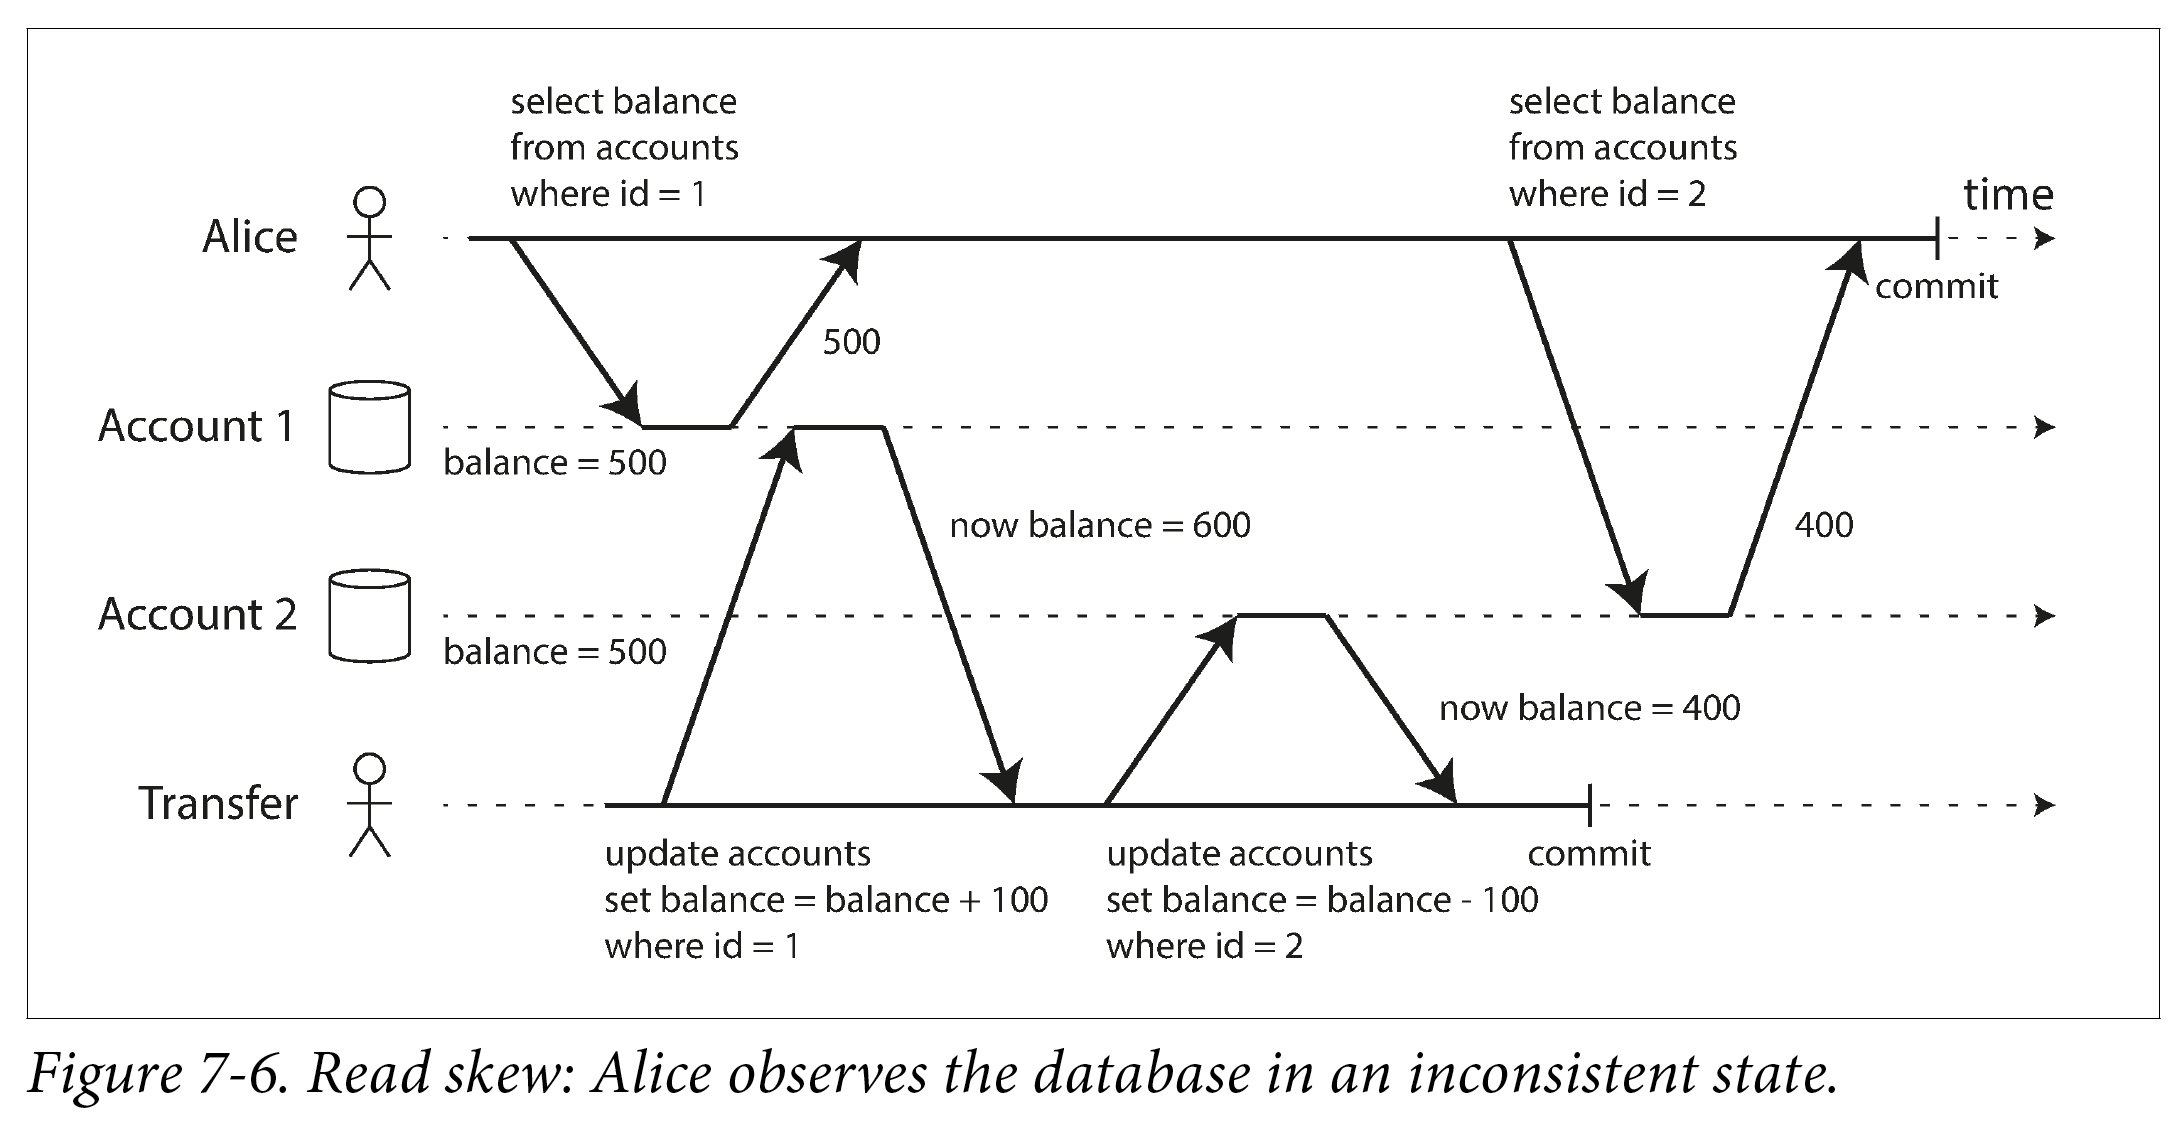 select balance
from accounts
where id = 1
select balance
from accounts
where id = 2
time
Alice
commit
500
Account 1
balance = 500
now balance = 600
400
Account 2
balance = 500
now balance = 400
Transfer
update accounts
set balance = balance + 100
where id = 1
update accounts
set balance = balance - 100
where id = 2
commit
Figure 7-6. Read skew: Alice observes the database in an inconsistent state.